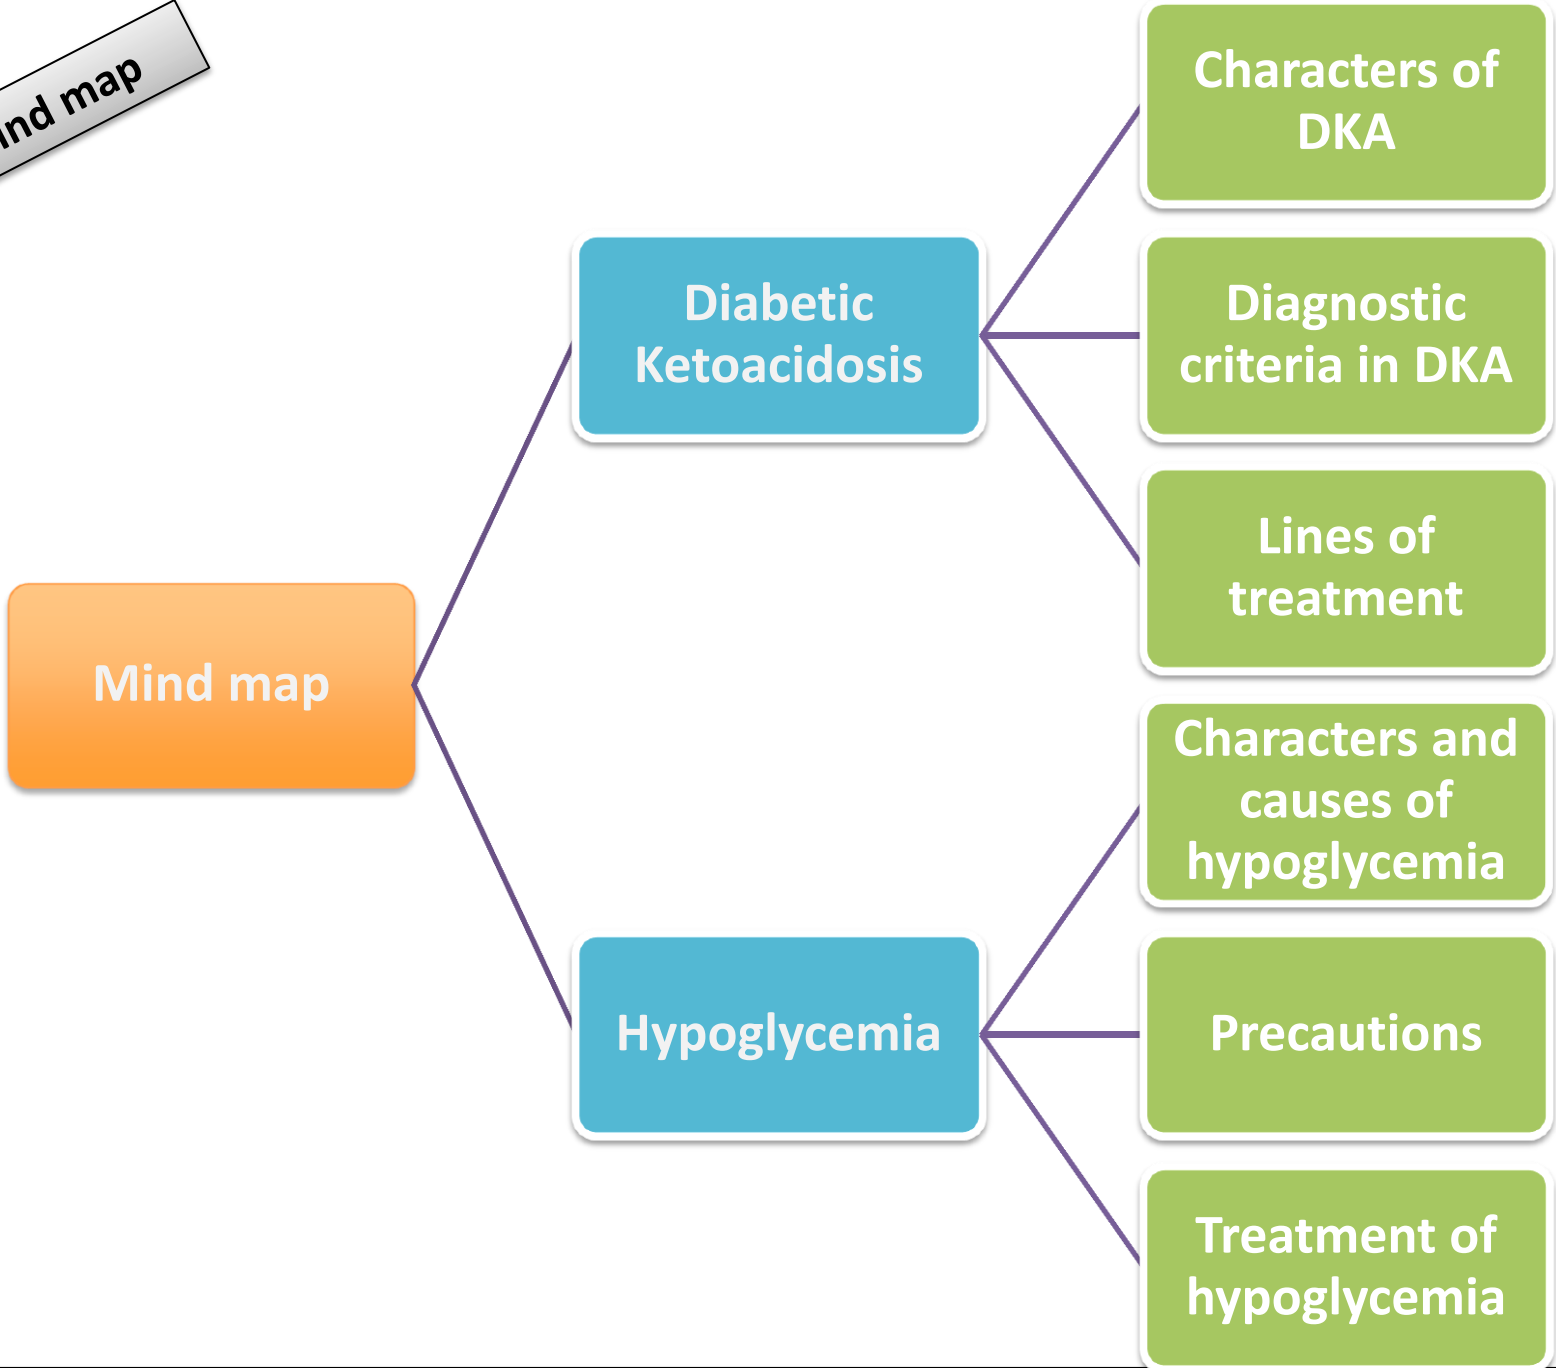 ind map
Characters of
DKA
Diabetic
Ketoacidosis
Diagnostic
criteria in DKA
Lines of
treatment
Mind map
Characters and
causes of
hypoglycemia
Hypoglycemia
Precautions
Treatment of
hypoglycemia